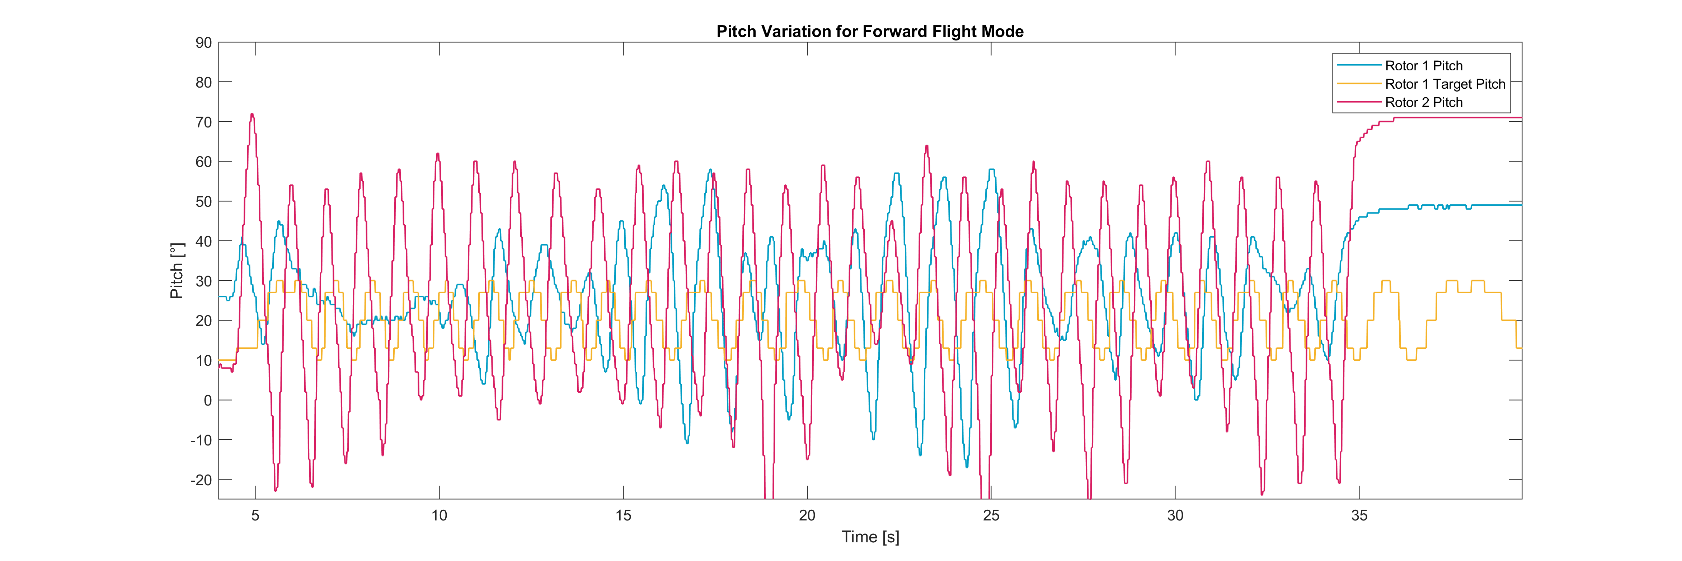 Pitch Variation for Forward Flight Mode
90
80
70
60
50
40
30
20
10
0
-10
-20
Pitch [°]
Rotor 1 Pitch
Rotor 1 Target Pitch
Rotor 2 Pitch
5 10 15 20 25 30 35
Time [s]